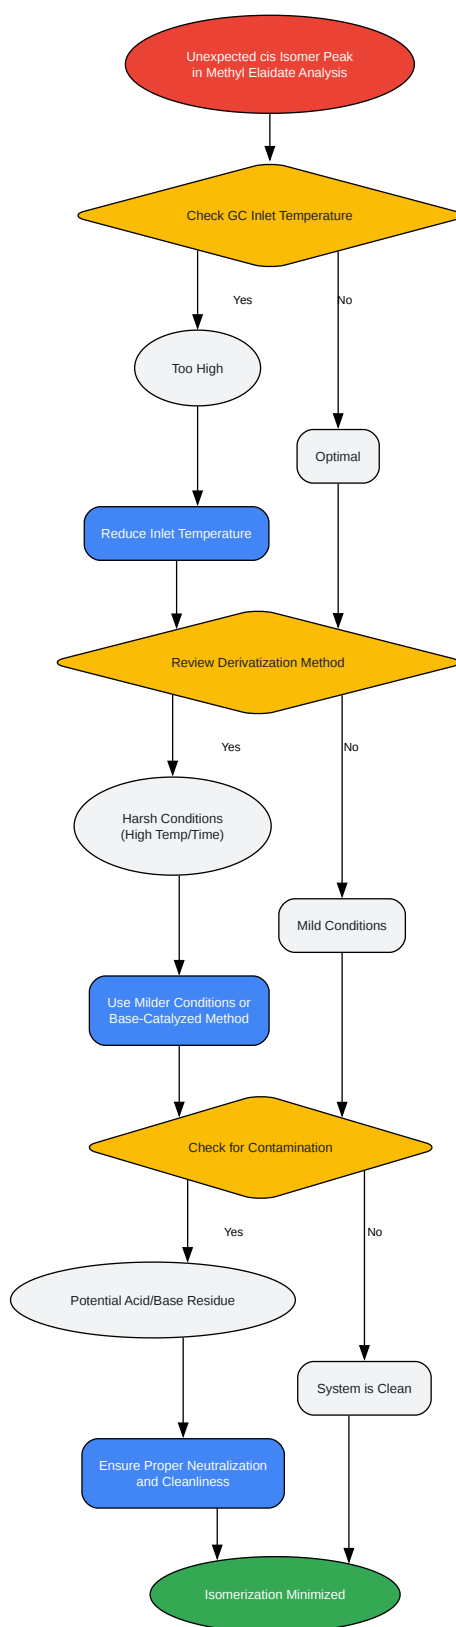 Unexpected cis Isomer Peak
in Methyl Elaidate Analysis
Check GC Inlet Temperature
Yes
No
Too High
Optimal
Reduce Inlet Temperature
Review Derivatization Method
Yes
No
Harsh Conditions
(High Temp/Time)
Mild Conditions
Use Milder Conditions or
Base-Catalyzed Method
Check for Contamination
Yes
No
Potential Acid/Base Residue
System is Clean
Ensure Proper Neutralization
and Cleanliness
Isomerization Minimized